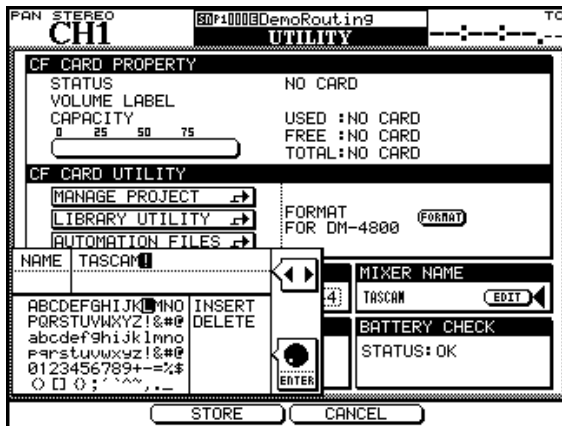 PAN STEREO
CH1
DemoRouting
UTILITY
--:--:--.--
CF CARD PROPERTY
STATUS NO CARD
VOLUME LABEL
CAPACITY
0 25 50 75
USED :NO CARD
FREE :NO CARD
TOTAL:NO CARD
CF CARD UTILITY
MANAGE PROJECT
LIBRARY UTILITY
AUTOMATION FILES
FORMAT
FOR DM-4800
FORMAT
NAME TASCAM!
ABCDEFGHIJKLMNO
PQRSTUVWXYZ!&#@
abcdefghijklmno
pqrstuvwxyz!&#@
0123456789+-=%$
INSERT
DELETE
ENTER
4)
MIXER NAME
TASCAM EDIT
BATTERY CHECK
STATUS:OK
STORE CANCEL